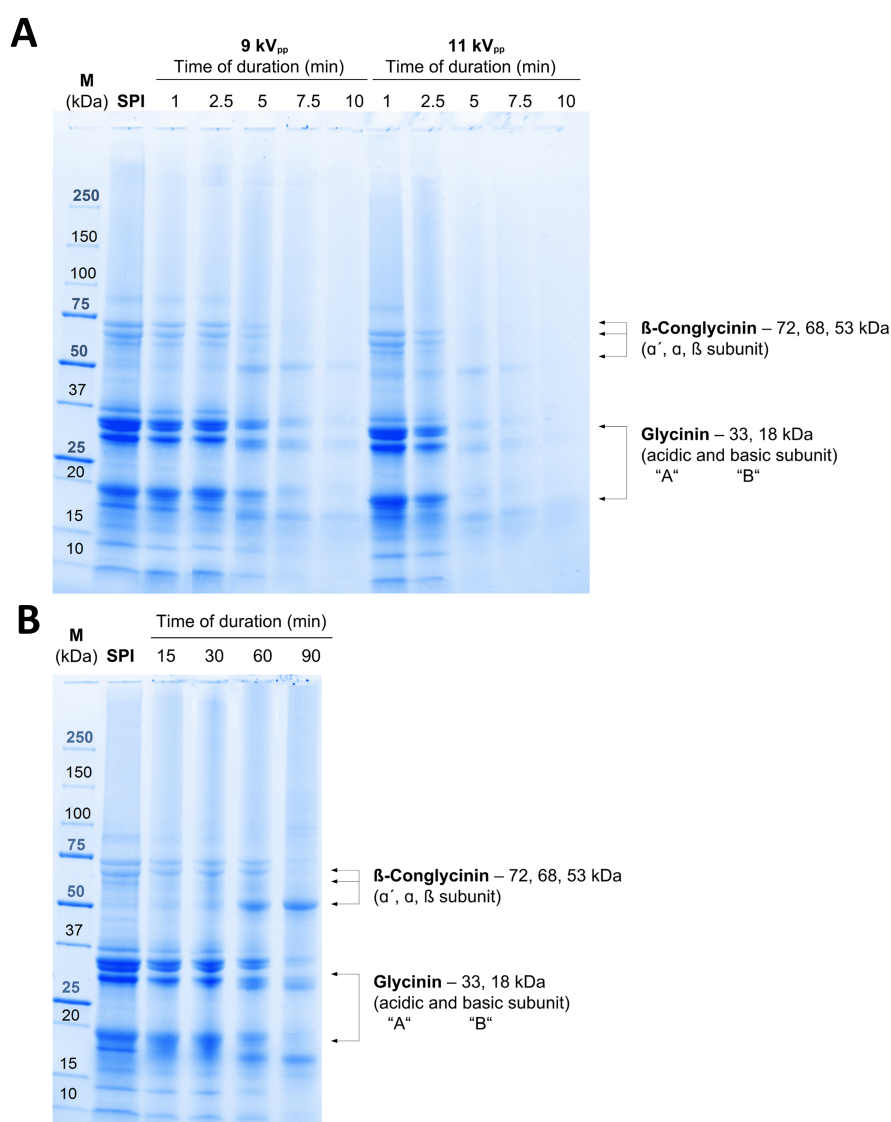 A
9 kVpp
11 kVpp
Time of duration (min)
Time of duration (min)
M
(kDa) SPI 1 2.5 5 7.5 10 1 2.5 5 7.5 10
250
150
100
75
50
37
25
20
15
10
ß-Conglycinin – 72, 68, 53 kDa
(ɑ´, ɑ, ß subunit)
Glycinin – 33, 18 kDa
(acidic and basic subunit)
“A“ “B“
B
Time of duration (min)
M
(kDa) SPI 15 30 60 90
250
150
100
75
50
37
25
20
15
10
ß-Conglycinin – 72, 68, 53 kDa
(ɑ´, ɑ, ß subunit)
Glycinin – 33, 18 kDa
(acidic and basic subunit)
“A“ “B“